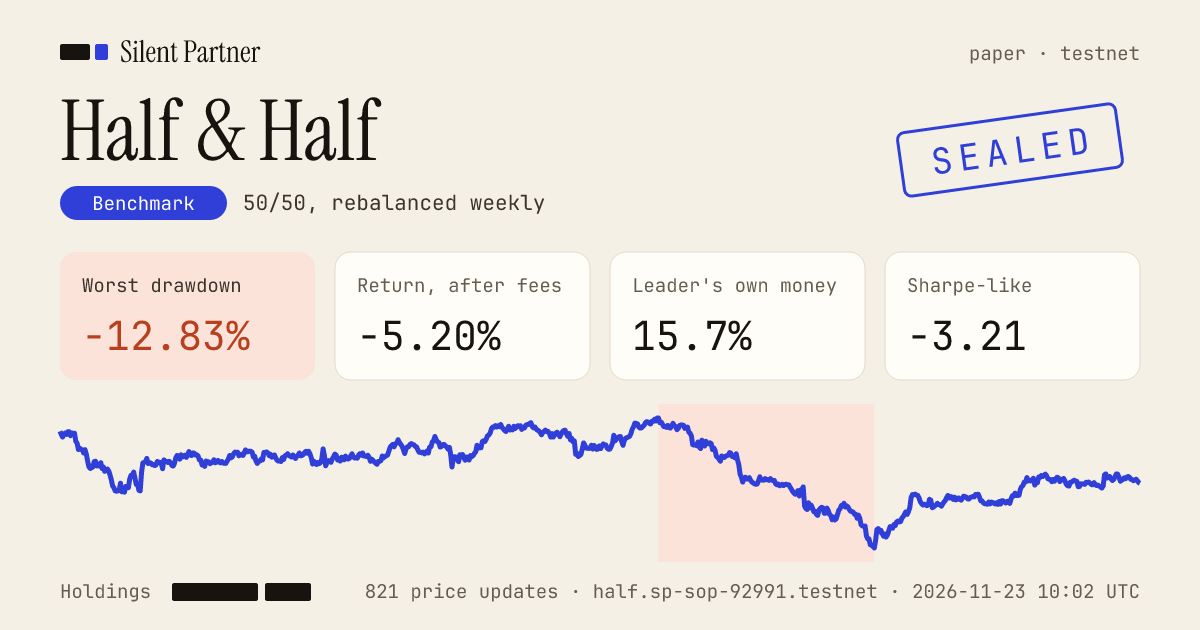 Silent Partner
paper · testnet
Half & Half
SEALED
Benchmark 50/50, rebalanced weekly
Worst drawdown
-12.83%
Return, after fees
-5.20%
Leader's own money
15.7%
Sharpe-like
-3.21
Holdings
821 price updates · half.sp-sop-92991.testnet · 2026-11-23 10:02 UTC